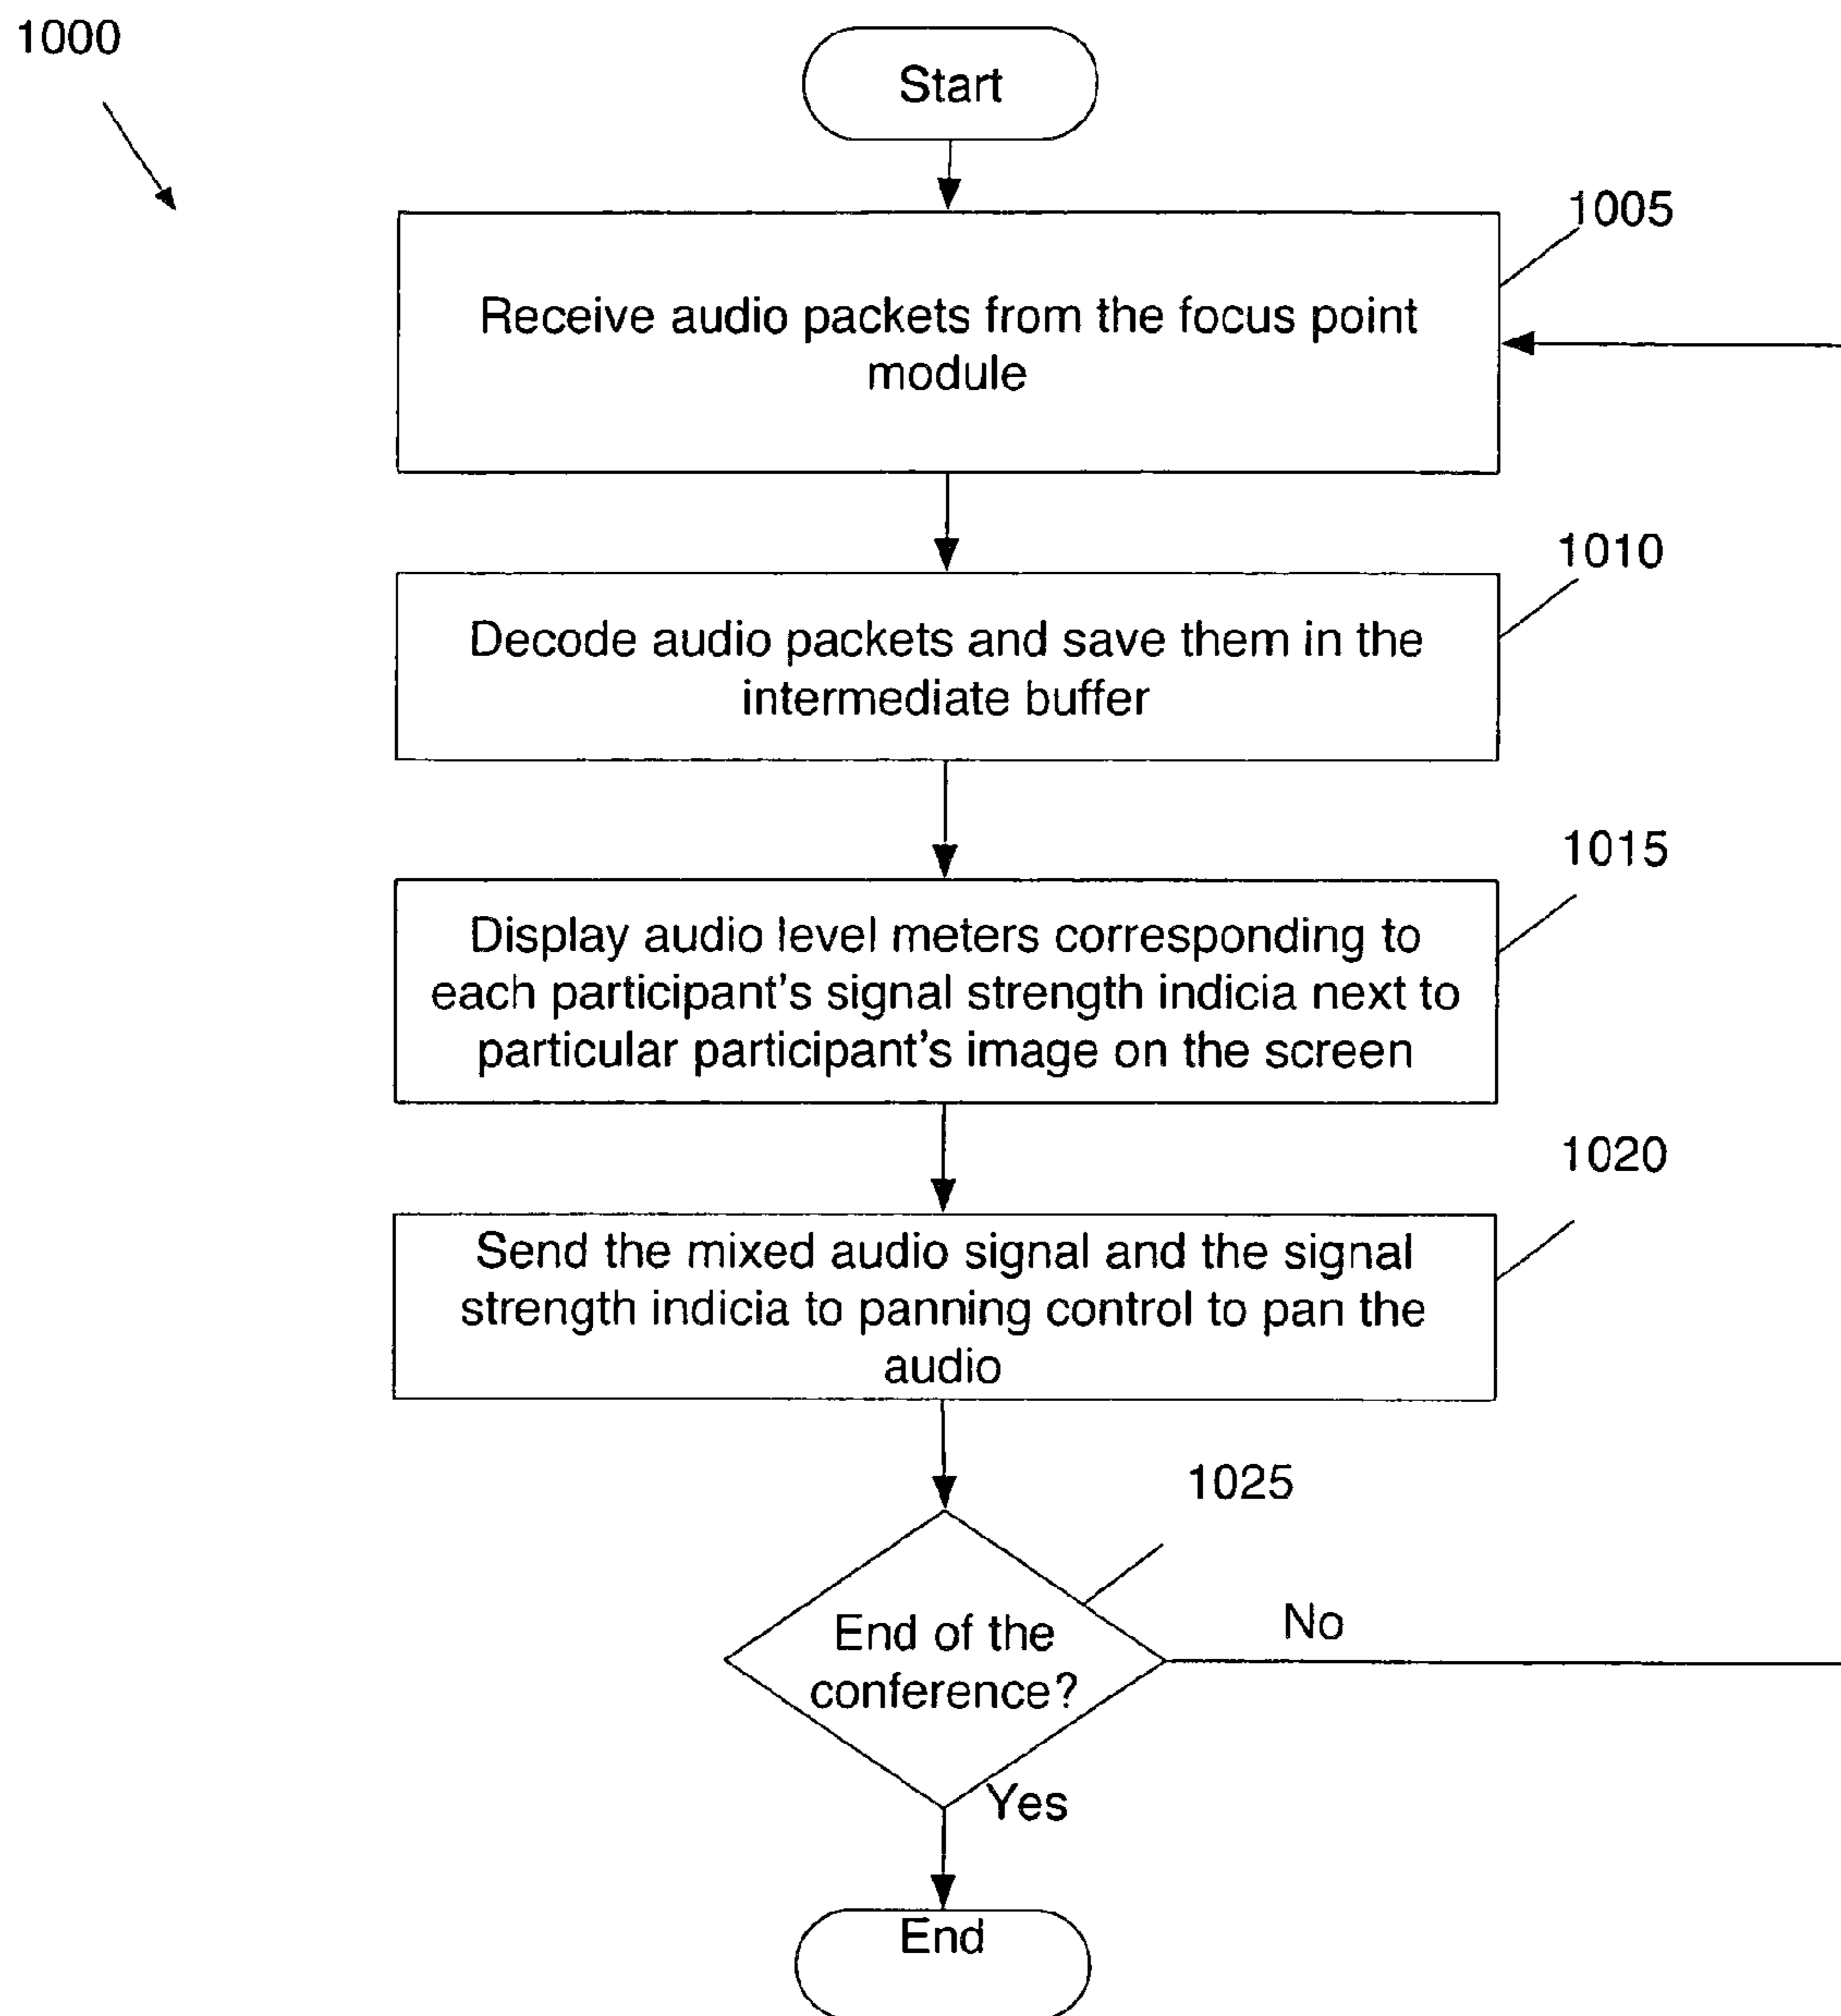 1000
Start
1005
Receive audio packets from the focus point
module
1010
Decode audio packets and save them in the
intermediate buffer
1015
Display audio level meters corresponding to
each participant's signal strength indicia next to
particular participant's image on the screen
1020
Send the mixed audio signal and the signal
strength indicia to panning control to pan the
audio
1025
End of the
conference?
No
Yes
End